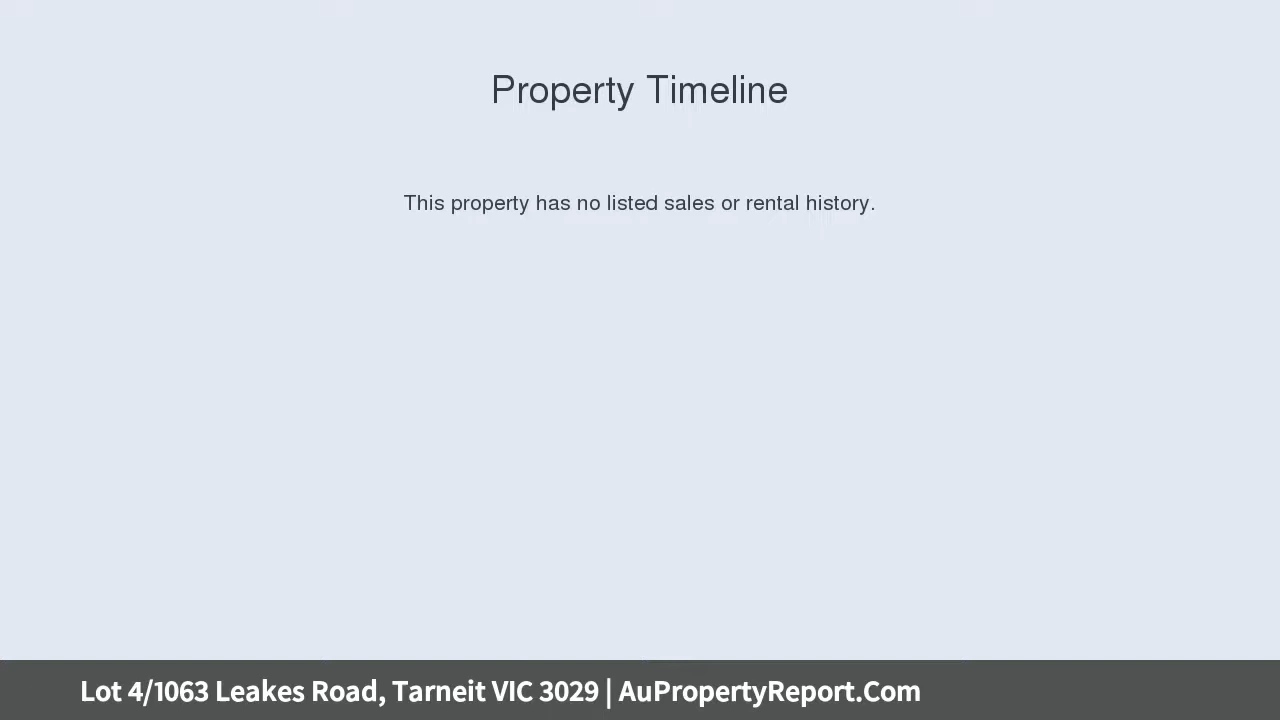 Property Timeline
This property has no listed sales or rental history.
Lot 4/1063 Leakes Road, Tarneit VIC 3029 | AuPropertyReport.Com